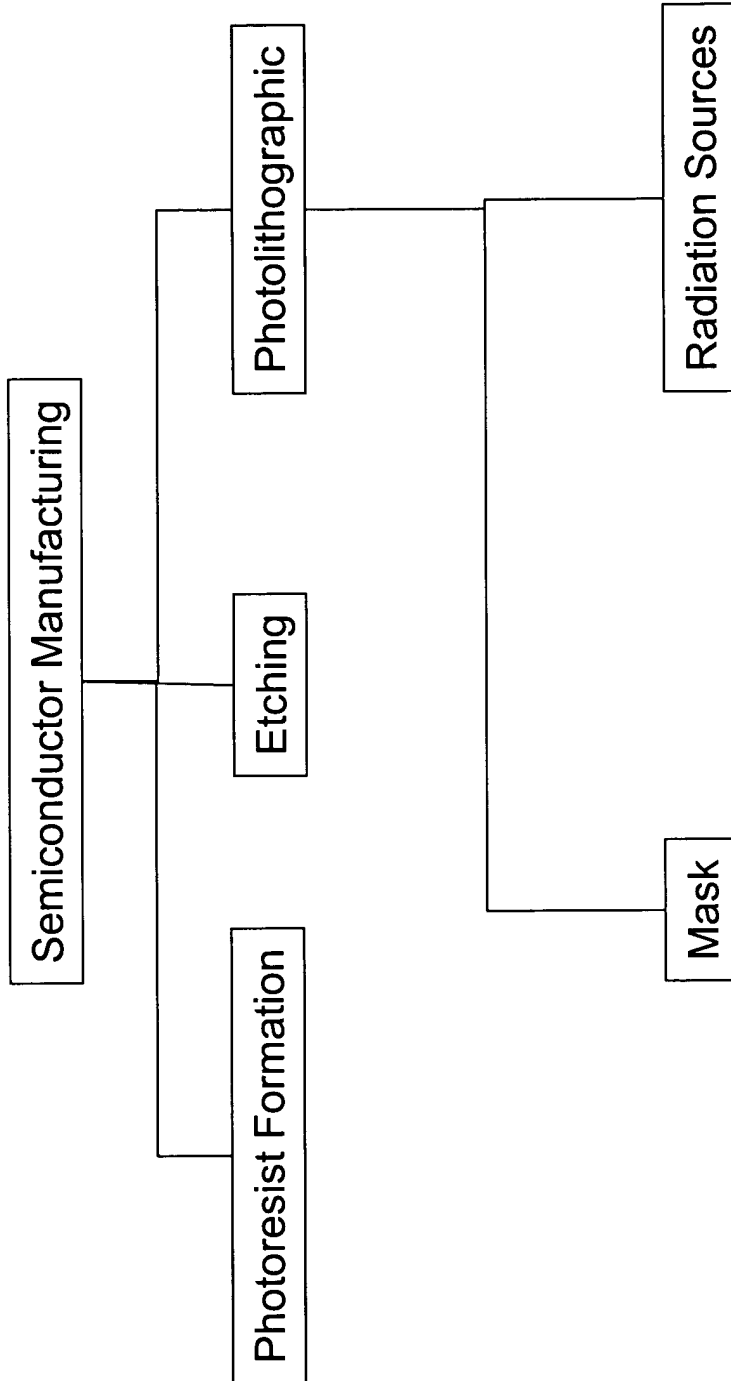 Semiconductor Manufacturing
Photoresist Formation
Etching
Photolithographic
Mask
Radiation Sources